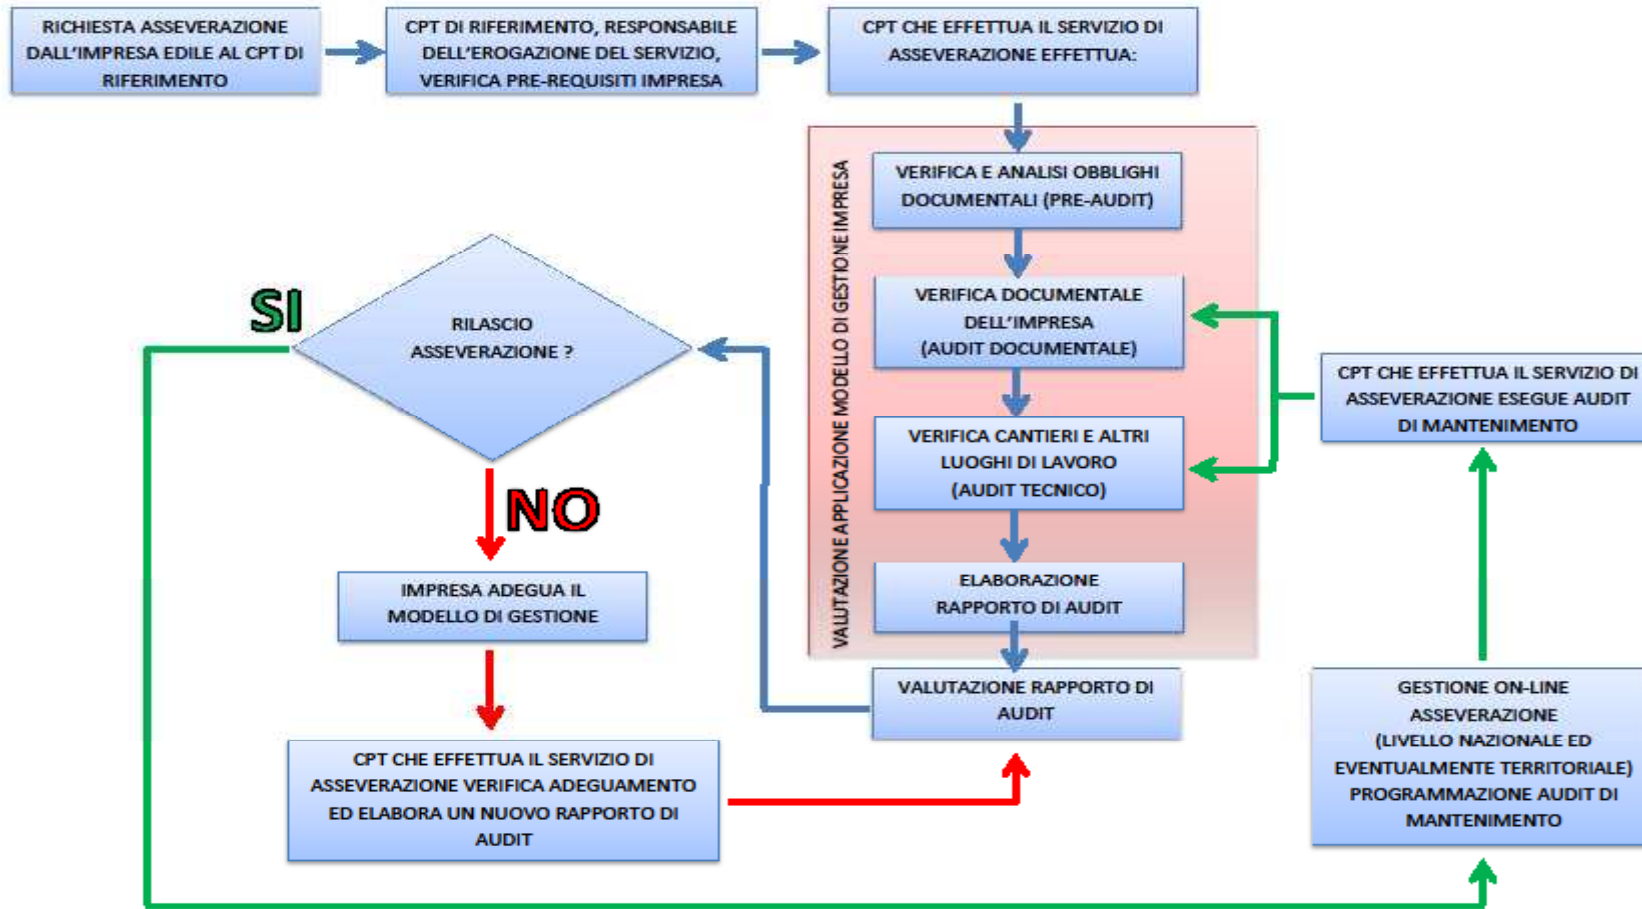 RICHIESTA ASSEVERAZIONE
DALL'IMPRESA EDILE AL CPT DI
RIFERIMENTO
CPT DI RIFERIMENTO, RESPONSABILE
DELL'EROGAZIONE DEL SERVIZIO,
VERIFICA PRE-REQUISITI IMPRESA
CPT CHE EFFETTUA IL SERVIZIO DI
ASSEVERAZIONE EFFETTUA:
VALUTAZIONE APPLICAZIONE MODELLO DI GESTIONE IMPRESA
VERIFICA E ANALISI OBBLIGHI
DOCUMENTALI (PRE-AUDIT)
VERIFICA DOCUMENTALE
DELL'IMPRESA
(AUDIT DOCUMENTALE)
VERIFICA CANTIERI E ALTRI
LUOGHI DI LAVORO
(AUDIT TECNICO)
ELABORAZIONE
RAPPORTO DI AUDIT
VALUTAZIONE RAPPORTO DI
AUDIT
RILASCIO
ASSEVERAZIONE ?
SI
NO
IMPRESA ADEGUA IL
MODELLO DI GESTIONE
CPT CHE EFFETTUA IL SERVIZIO DI
ASSEVERAZIONE VERIFICA ADEGUAMENTO
ED ELABORA UN NUOVO RAPPORTO DI
AUDIT
CPT CHE EFFETTUA IL SERVIZIO DI
ASSEVERAZIONE ESEGUE AUDIT
DI MANTENIMENTO
GESTIONE ON-LINE
ASSEVERAZIONE
(LIVELLO NAZIONALE ED
EVENTUALMENTE TERRITORIALE)
PROGRAMMAZIONE AUDIT DI
MANTENIMENTO